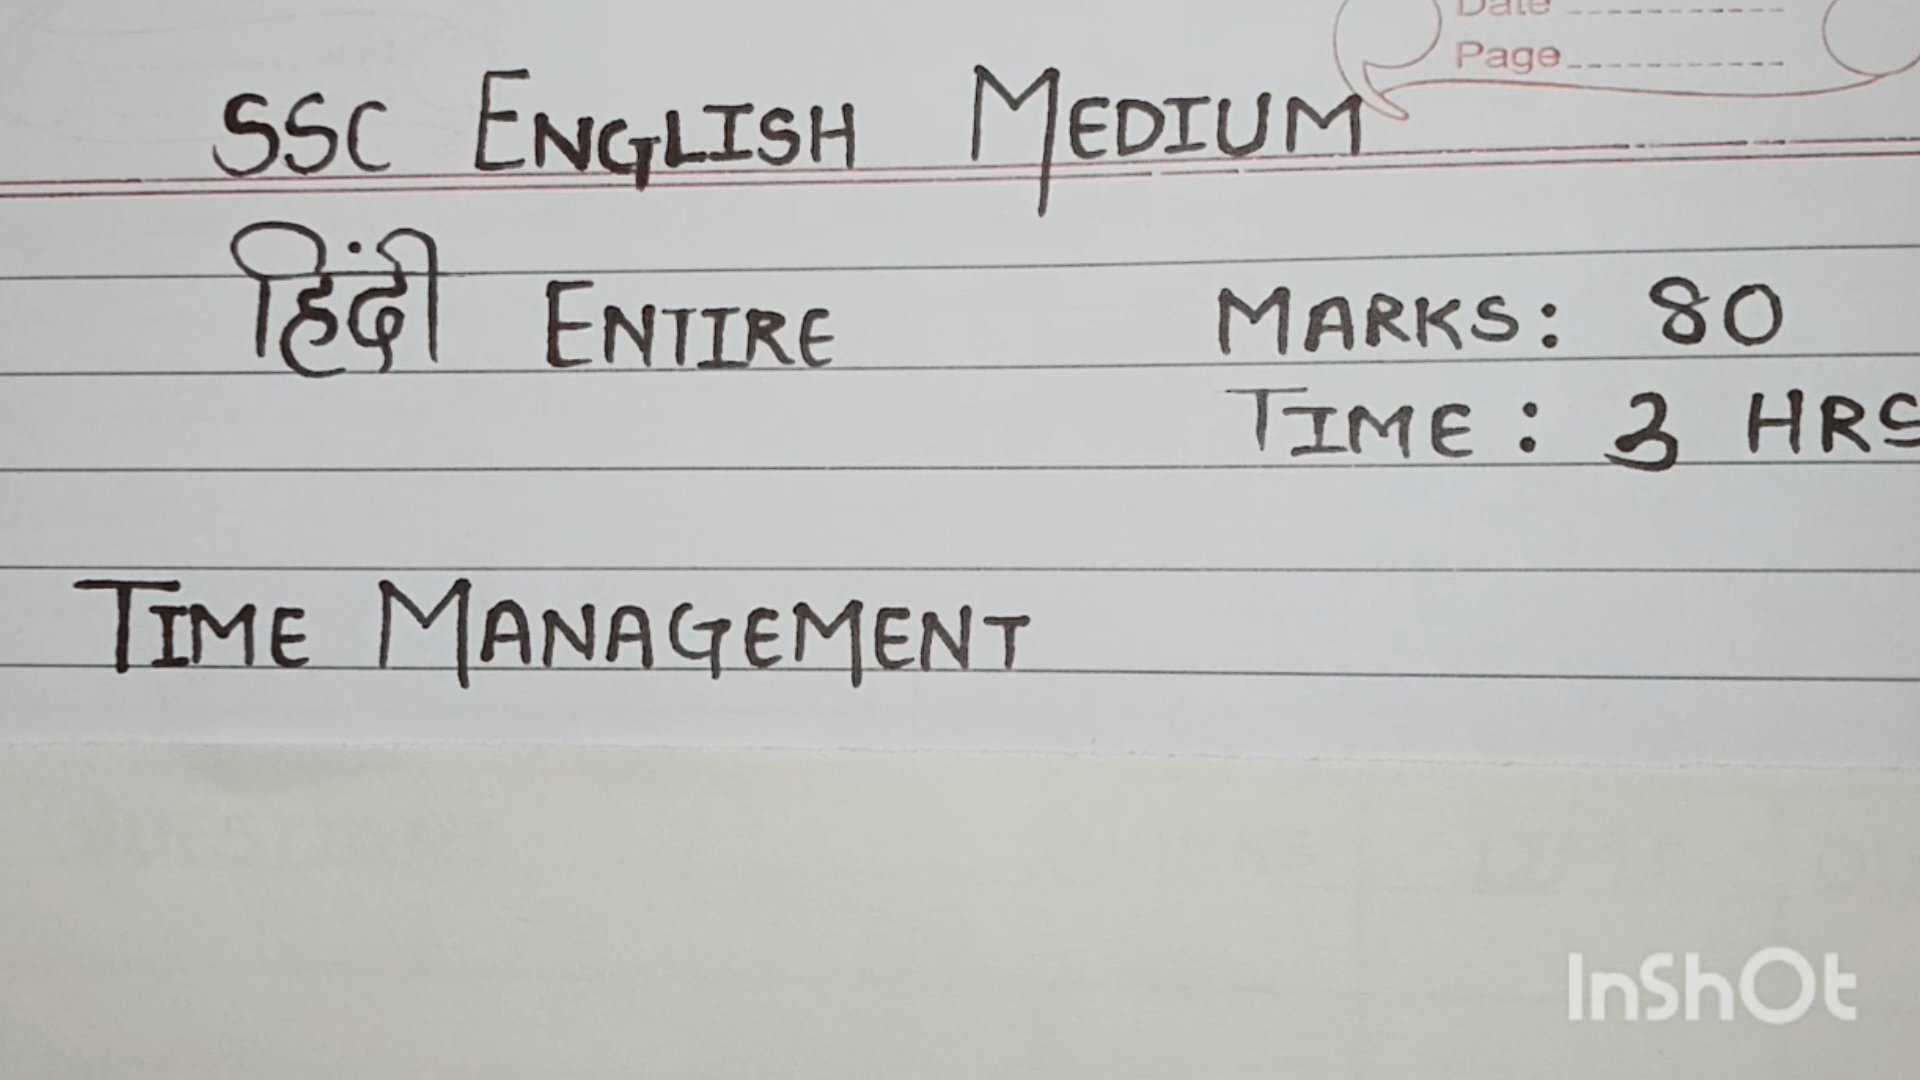 Date
Page
SSC ENGLISH MEDIUM
हिंदी ENTIRE MARKS: 80
TIME: 3 HRS
TIME MANAGEMENT
InShOt